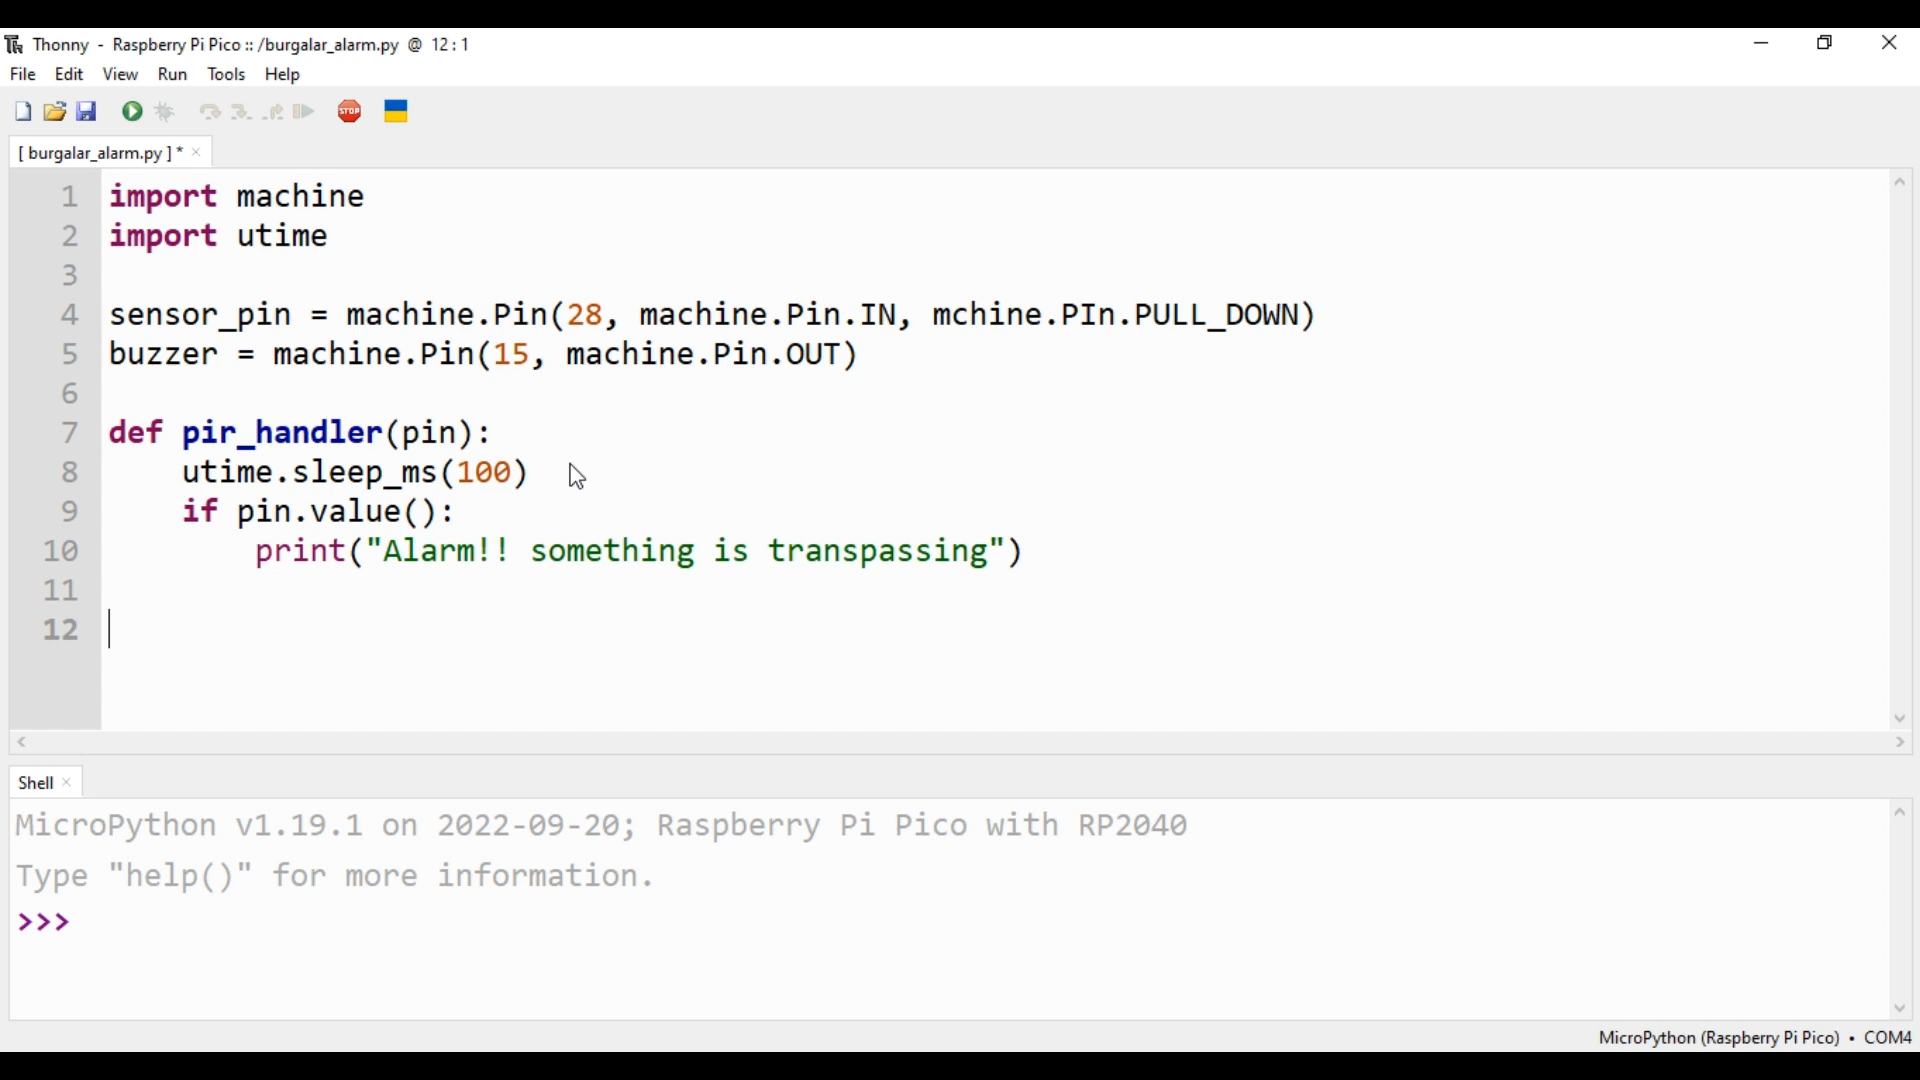 Thonny - Raspberry Pi Pico :: /burgalar_alarm.py @ 12 : 1
File Edit View Run Tools Help
STOP
[ burgalar_alarm.py ] *
1 import machine
2 import utime
3
4 sensor_pin = machine.Pin(28, machine.Pin.IN, mchine.PIn.PULL_DOWN)
5 buzzer = machine.Pin(15, machine.Pin.OUT)
6
7 def pir_handler(pin):
8 utime.sleep_ms(100)
9 if pin.value():
10 print("Alarm!! something is transpassing")
11
12
Shell
MicroPython v1.19.1 on 2022-09-20; Raspberry Pi Pico with RP2040
Type "help()" for more information.
>>>
MicroPython (Raspberry Pi Pico) • COM4